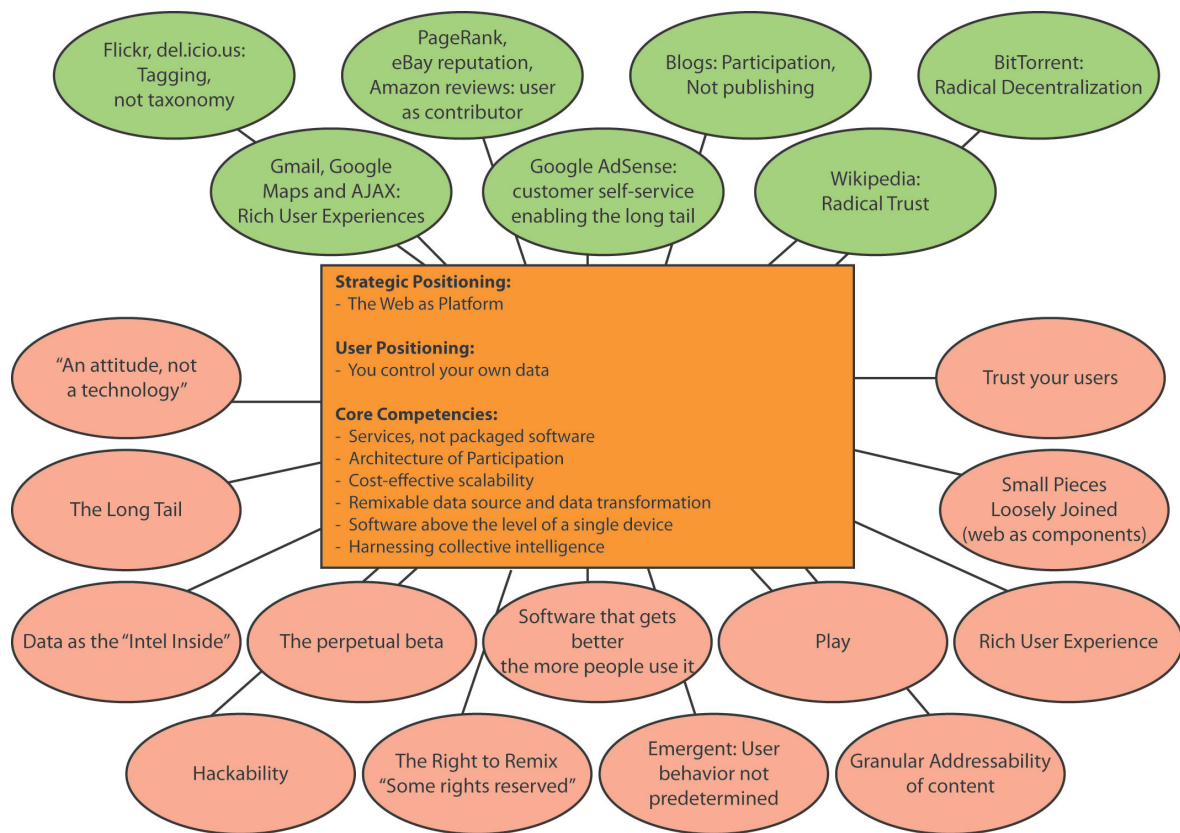 Flickr, del.icio.us:
Tagging,
not taxonomy
PageRank,
eBay reputation,
Amazon reviews: user
as contributor
Blogs: Participation,
Not publishing
BitTorrent:
Radical Decentralization
Gmail, Google
Maps and AJAX:
Rich User Experiences
Google AdSense:
customer self-service
enabling the long tail
Wikipedia:
Radical Trust
Strategic Positioning:
- The Web as Platform
User Positioning:
- You control your own data
Core Competencies:
- Services, not packaged software
- Architecture of Participation
- Cost-effective scalability
- Remixable data source and data transformation
- Software above the level of a single device
- Harnessing collective intelligence
“An attitude, not
a technology”
Trust your users
The Long Tail
Small Pieces
Loosely Joined
(web as components)
Data as the “Intel Inside”
The perpetual beta
Software that gets
better
the more people use it
Play
Rich User Experience
Hackability
The Right to Remix
“Some rights reserved”
Emergent: User
behavior not
predetermined
Granular Addressability
of content